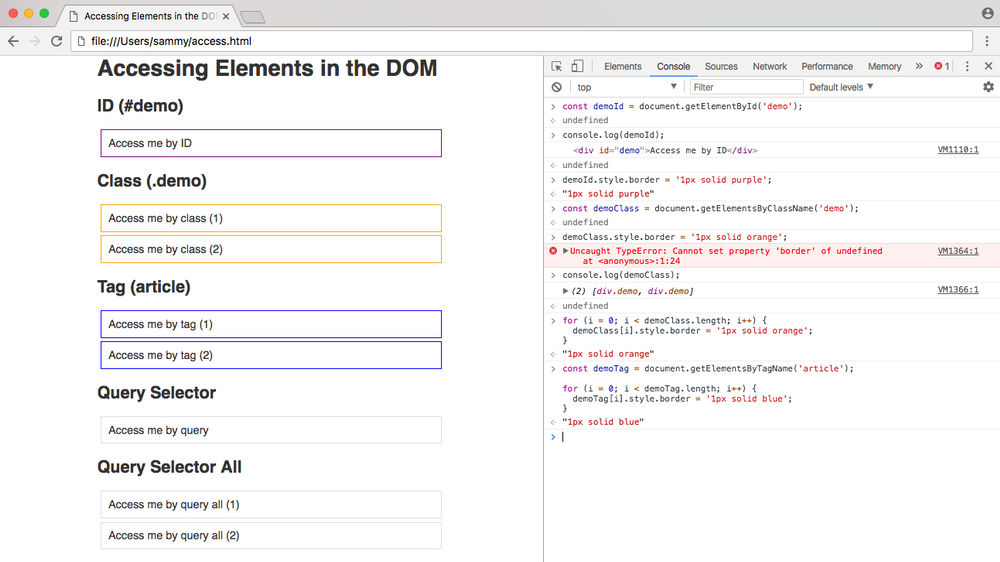 Accessing Elements in the DO
file:///Users/sammy/access.html
Accessing Elements in the DOM
ID (#demo)
Access me by ID
Class (.demo)
Access me by class (1)
Access me by class (2)
Tag (article)
Access me by tag (1)
Access me by tag (2)
Query Selector
Access me by query
Query Selector All
Access me by query all (1)
Access me by query all (2)
Elements Console Sources Network Performance Memory » 1
top Filter Default levels
> const demoId = document.getElementById('demo');
undefined
> console.log(demoId);
<div id="demo">Access me by ID</div> VM1110:1
undefined
> demoId.style.border = '1px solid purple';
"1px solid purple"
> const demoClass = document.getElementsByClassName('demo');
undefined
> demoClass.style.border = '1px solid orange';
Uncaught TypeError: Cannot set property 'border' of undefined VM1364:1
at <anonymous>:1:24
> console.log(demoClass);
(2) [div.demo, div.demo] VM1366:1
undefined
> for (i = 0; i < demoClass.length; i++) {
demoClass[i].style.border = '1px solid orange';
}
"1px solid orange"
> const demoTag = document.getElementsByTagName('article');
for (i = 0; i < demoTag.length; i++) {
demoTag[i].style.border = '1px solid blue';
}
"1px solid blue"
>